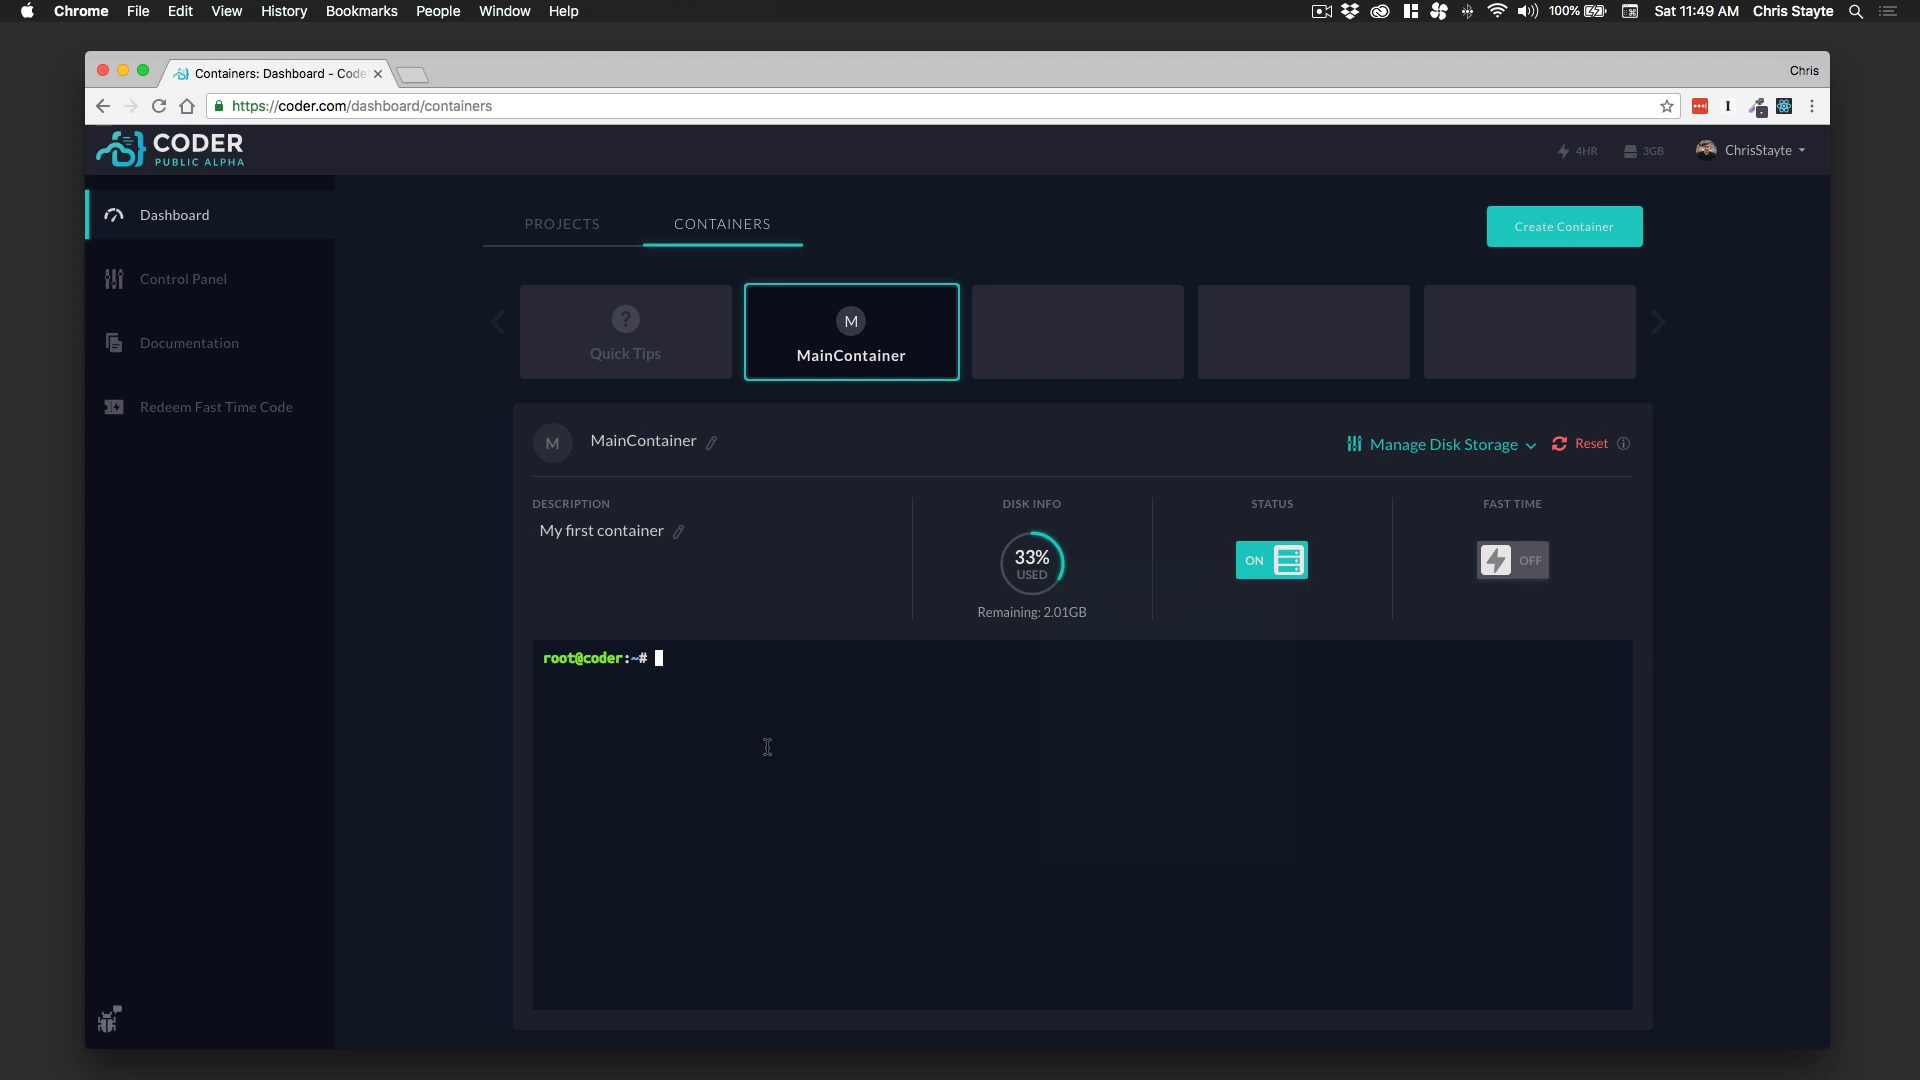 Chrome File Edit View History Bookmarks People Window Help 100% Sat 11:49 AM Chris Stayte
Containers: Dashboard - Code Chris
https://coder.com/dashboard/containers
CODER
PUBLIC ALPHA
4HR 3GB ChrisStayte
Dashboard
Control Panel
Documentation
Redeem Fast Time Code
PROJECTS CONTAINERS Create Container
? M
Quick Tips MainContainer
M MainContainer Manage Disk Storage Reset
DESCRIPTION DISK INFO STATUS FAST TIME
My first container
33%
USED
ON OFF
Remaining: 2.01GB
root@coder:~#